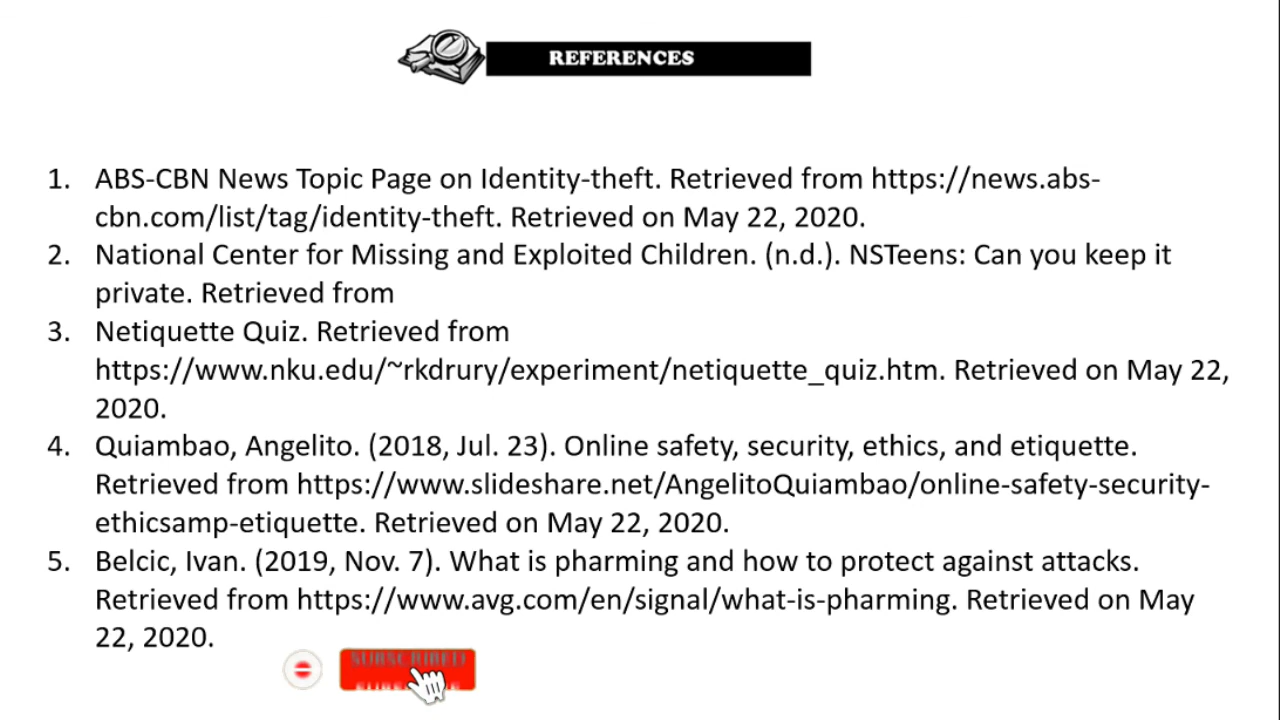 REFERENCES
1. ABS-CBN News Topic Page on Identity-theft. Retrieved from https://news.abs-
cbn.com/list/tag/identity-theft. Retrieved on May 22, 2020.
2. National Center for Missing and Exploited Children. (n.d.). NSTeens: Can you keep it
private. Retrieved from
3. Netiquette Quiz. Retrieved from
https://www.nku.edu/~rkdrury/experiment/netiquette_quiz.htm. Retrieved on May 22,
2020.
4. Quiambao, Angelito. (2018, Jul. 23). Online safety, security, ethics, and etiquette.
Retrieved from https://www.slideshare.net/AngelitoQuiambao/online-safety-security-
ethicsamp-etiquette. Retrieved on May 22, 2020.
5. Belcic, Ivan. (2019, Nov. 7). What is pharming and how to protect against attacks.
Retrieved from https://www.avg.com/en/signal/what-is-pharming. Retrieved on May
22, 2020.
SUBSCRIBED